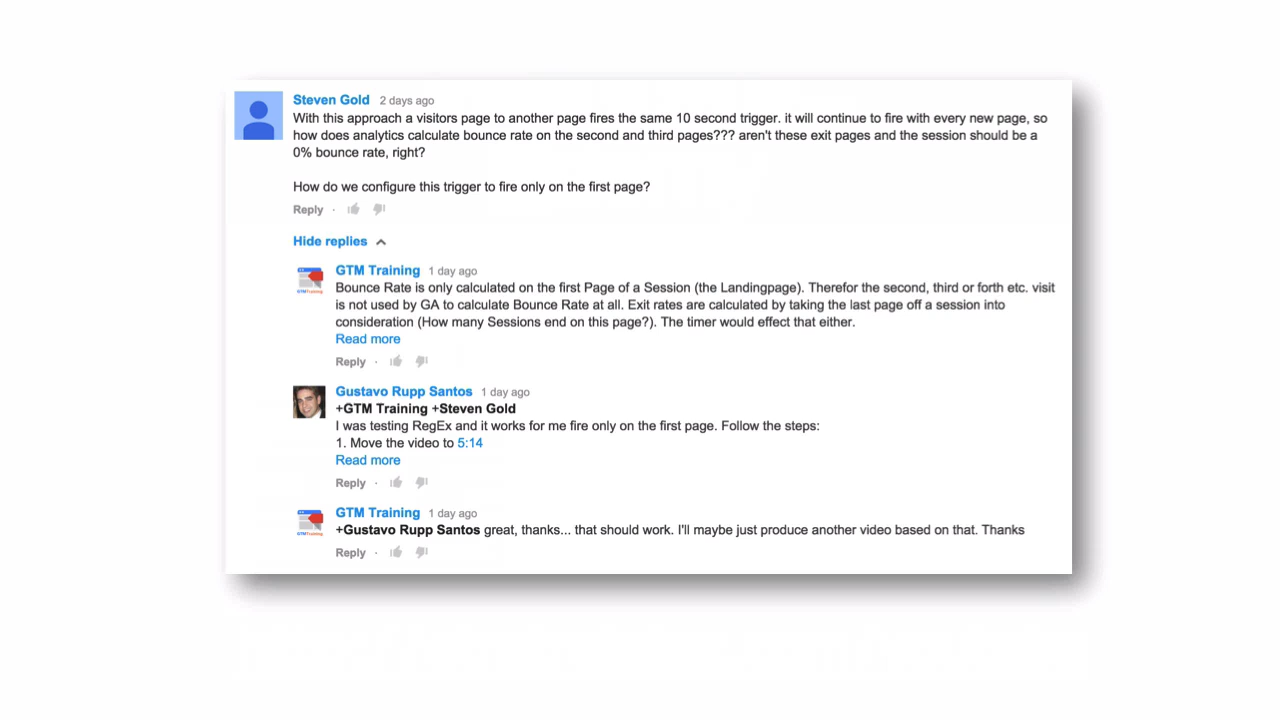 Steven Gold 2 days ago
With this approach a visitors page to another page fires the same 10 second trigger. it will continue to fire with every new page, so
how does analytics calculate bounce rate on the second and third pages??? aren't these exit pages and the session should be a
0% bounce rate, right?
How do we configure this trigger to fire only on the first page?
Reply ·
Hide replies
GTM Training 1 day ago
Bounce Rate is only calculated on the first Page of a Session (the Landingpage). Therefor the second, third or forth etc. visit
is not used by GA to calculate Bounce Rate at all. Exit rates are calculated by taking the last page off a session into
consideration (How many Sessions end on this page?). The timer would effect that either.
Read more
Reply ·
Gustavo Rupp Santos 1 day ago
+GTM Training +Steven Gold
I was testing RegEx and it works for me fire only on the first page. Follow the steps:
1. Move the video to 5:14
Read more
Reply ·
GTM Training 1 day ago
+Gustavo Rupp Santos great, thanks... that should work. I'll maybe just produce another video based on that. Thanks
Reply ·